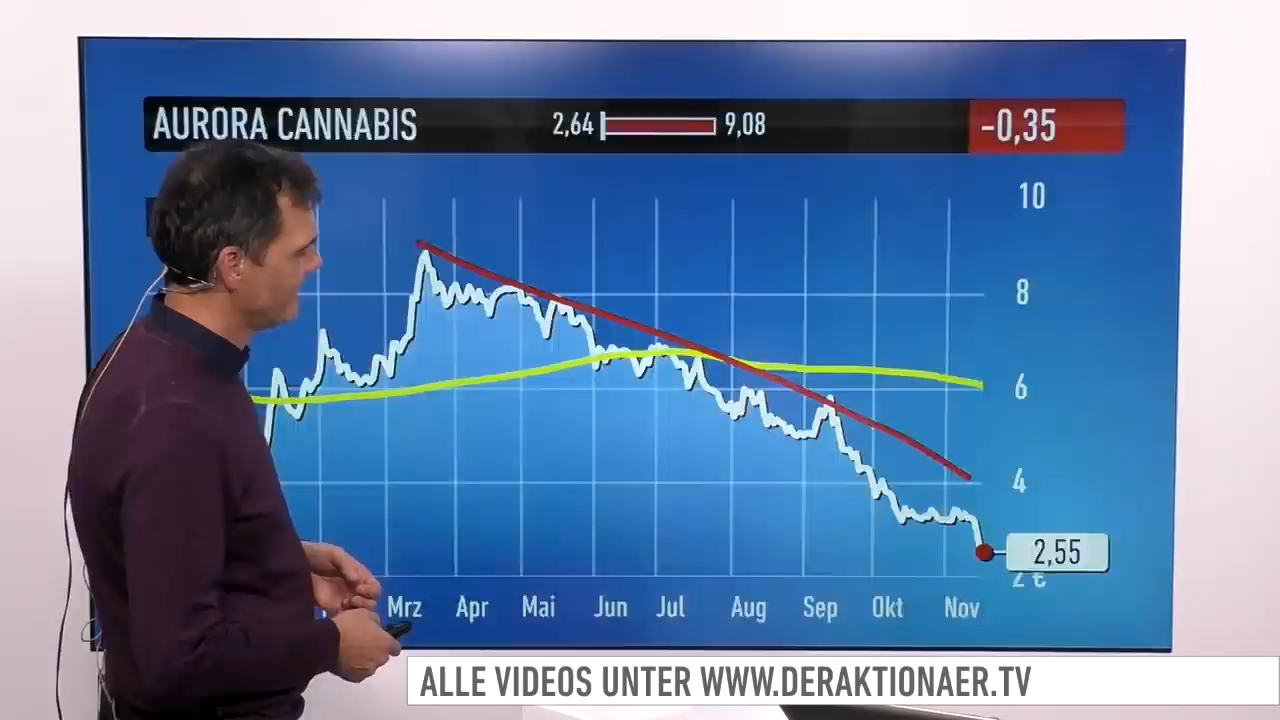 AURORA CANNABIS 2,64 9,08 -0,35
10
8
6
4
2,55
2 €
Mrz Apr Mai Jun Jul Aug Sep Okt Nov
ALLE VIDEOS UNTER WWW.DERAKTIONAER.TV